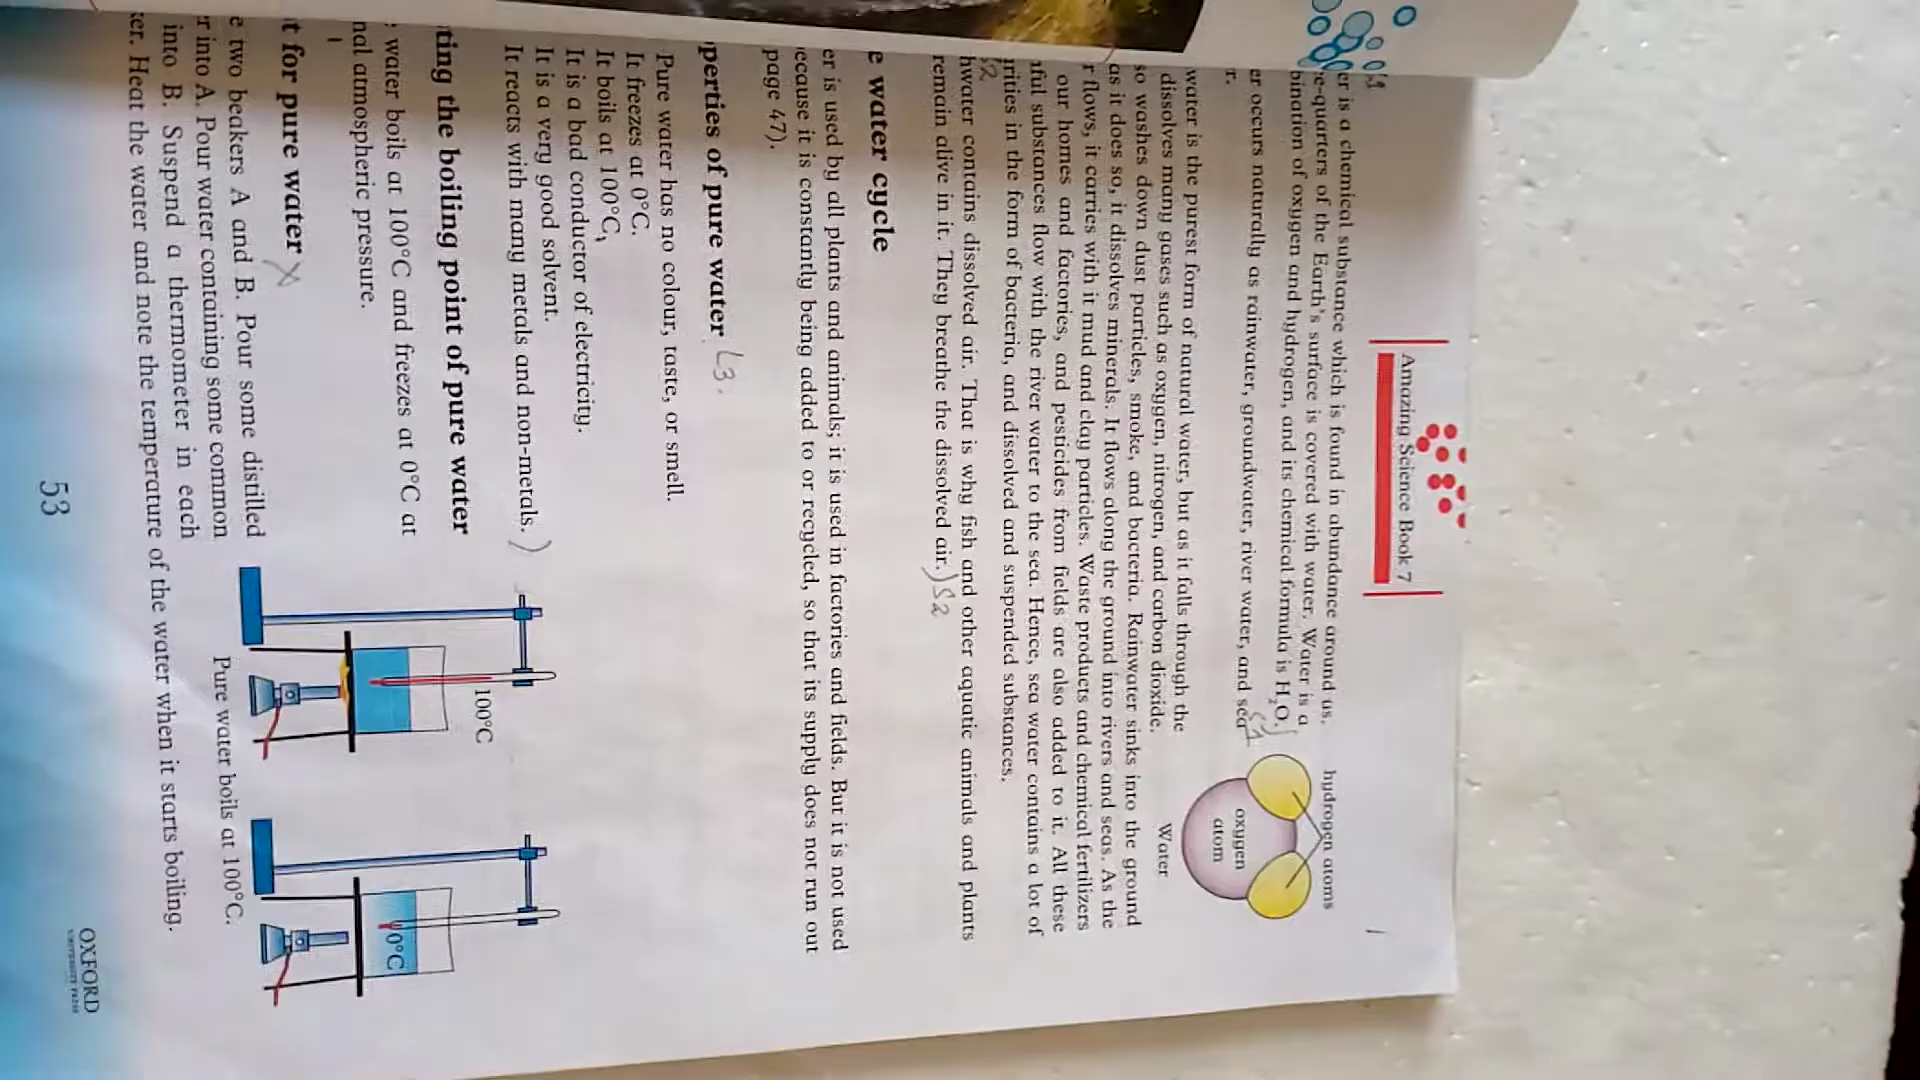 Amazing Science Book 7
er is a chemical substance which is found in abundance around us.
e-quarters of the Earth's surface is covered with water. Water is a
bination of oxygen and hydrogen, and its chemical formula is H₂O.
er occurs naturally as rainwater, groundwater, river water, and sea
r.
hydrogen atoms
oxygen
atom
Water
water is the purest form of natural water, but as it falls through the
dissolves many gases such as oxygen, nitrogen, and carbon dioxide.
so washes down dust particles, smoke, and bacteria. Rainwater sinks into the ground
as it does so, it dissolves minerals. It flows along the ground into rivers and seas. As the
r flows, it carries with it mud and clay particles. Waste products and chemical fertilizers
our homes and factories, and pesticides from fields are also added to it. All these
ful substances flow with the river water to the sea. Hence, sea water contains a lot of
rities in the form of bacteria, and dissolved and suspended substances.
hwater contains dissolved air. That is why fish and other aquatic animals and plants
remain alive in it. They breathe the dissolved air.) S2
e water cycle
er is used by all plants and animals; it is used in factories and fields. But it is not used
ecause it is constantly being added to or recycled, so that its supply does not run out
page 47).
perties of pure water L3.
Pure water has no colour, taste, or smell.
It freezes at 0°C.
It boils at 100°C.
It is a bad conductor of electricity.
It is a very good solvent.
It reacts with many metals and non-metals.)
ting the boiling point of pure water
water boils at 100°C and freezes at 0°C at
nal atmospheric pressure.
t for pure water
e two beakers A and B. Pour some distilled
r into A. Pour water containing some common
into B. Suspend a thermometer in each
ker. Heat the water and note the temperature of the water when it starts boiling.
100°C
0°C
Pure water boils at 100°C.
53
OXFORD
UNIVERSITY PRESS